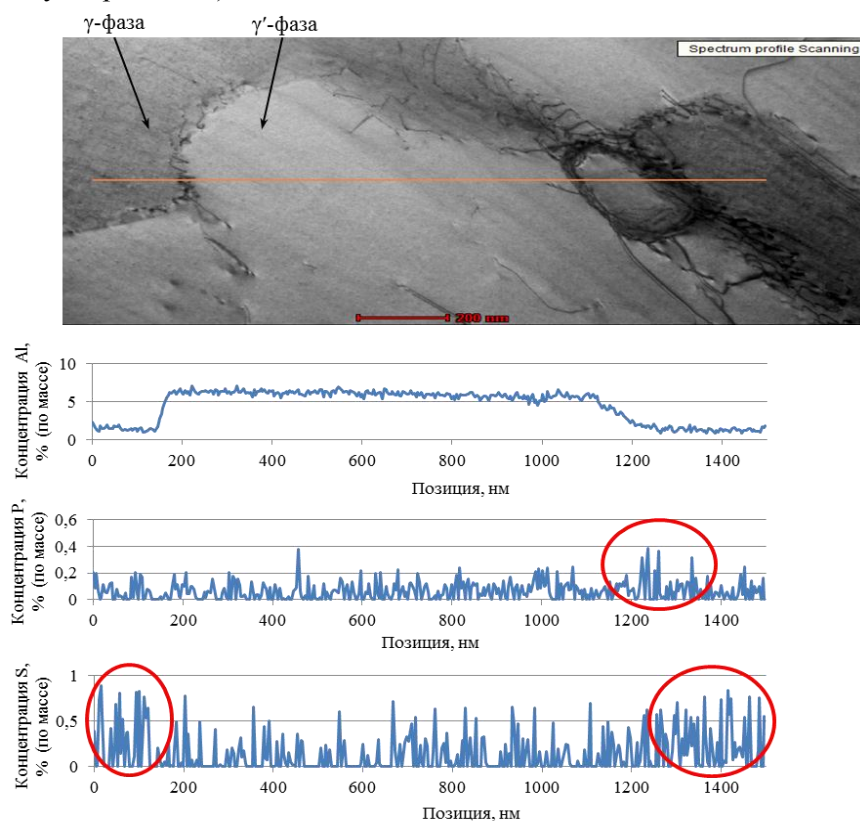 γ-фаза γ′-фаза
Spectrum profile Scanning
200 nm
Концентрация Al,
% (по массе)
10
5
0
0 200 400 600 800 1000 1200 1400
Позиция, нм
Концентрация P,
% (по массе)
0,6
0,4
0,2
0
0 200 400 600 800 1000 1200 1400
Позиция, нм
Концентрация S,
% (по массе)
1
0,5
0
0 200 400 600 800 1000 1200 1400
Позиция, нм